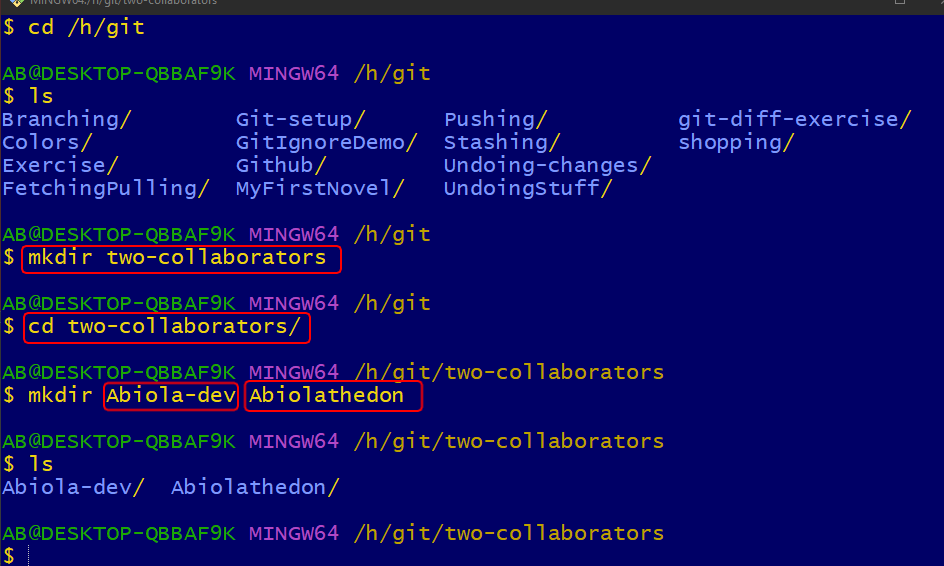 MINGW64:/h/git/two-collaborators
$ cd /h/git
AB@DESKTOP-QBBAF9K MINGW64 /h/git
$ ls
Branching/ Git-setup/ Pushing/ git-diff-exercise/
Colors/ GitIgnoreDemo/ Stashing/ shopping/
Exercise/ Github/ Undoing-changes/
FetchingPulling/ MyFirstNovel/ UndoingStuff/
AB@DESKTOP-QBBAF9K MINGW64 /h/git
$ mkdir two-collaborators
AB@DESKTOP-QBBAF9K MINGW64 /h/git
$ cd two-collaborators/
AB@DESKTOP-QBBAF9K MINGW64 /h/git/two-collaborators
$ mkdir Abiola-dev Abiolathedon
AB@DESKTOP-QBBAF9K MINGW64 /h/git/two-collaborators
$ ls
Abiola-dev/ Abiolathedon/
AB@DESKTOP-QBBAF9K MINGW64 /h/git/two-collaborators
$